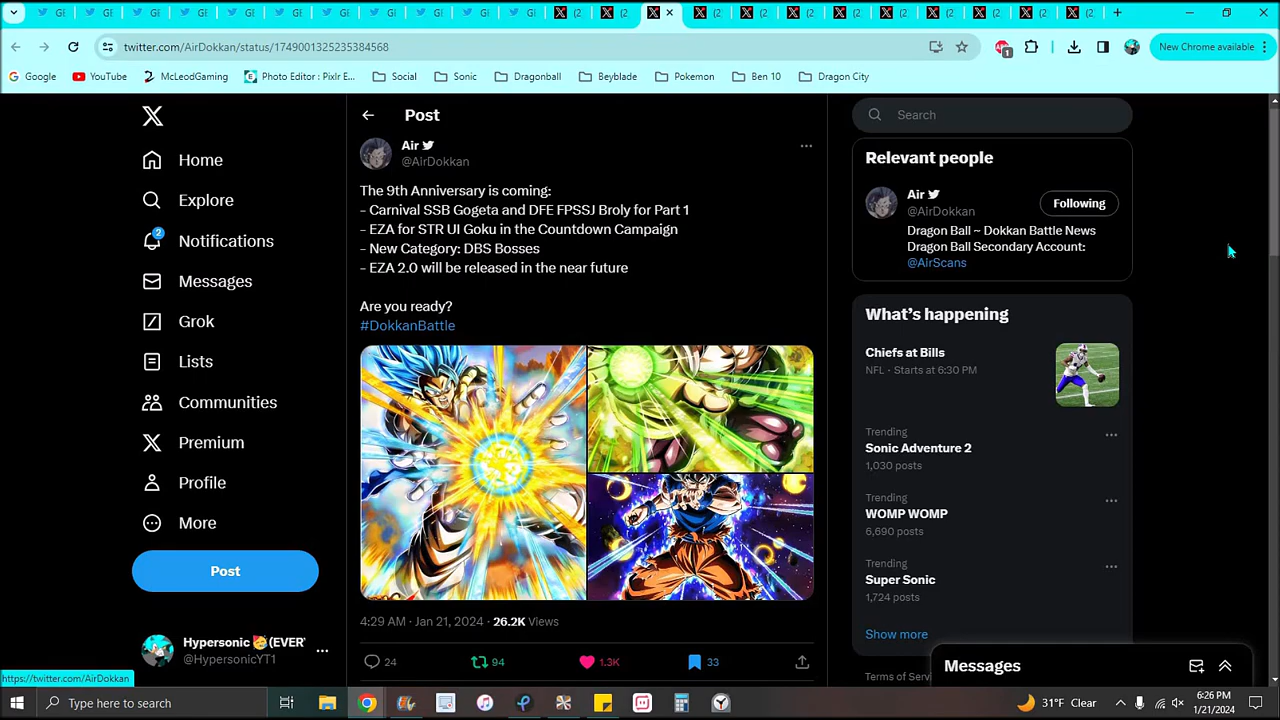 twitter.com/AirDokkan/status/1749001325235384568
New Chrome available
Google
YouTube
McLeodGaming
Photo Editor : Pixlr E...
Social
Sonic
Dragonball
Beyblade
Pokemon
Ben 10
Dragon City
Home
Explore
Notifications
2
Messages
Grok
Lists
Communities
Premium
Profile
More
Post
Hypersonic 🥳(EVER
@HypersonicYT1
https://twitter.com/AirDokkan
Post
Air
@AirDokkan
The 9th Anniversary is coming:
- Carnival SSB Gogeta and DFE FPSSJ Broly for Part 1
- EZA for STR UI Goku in the Countdown Campaign
- New Category: DBS Bosses
- EZA 2.0 will be released in the near future
Are you ready?
#DokkanBattle
4:29 AM · Jan 21, 2024 · 26.2K Views
24
94
1.3K
33
Search
Relevant people
Air
@AirDokkan
Following
Dragon Ball ~ Dokkan Battle News
Dragon Ball Secondary Account:
@AirScans
What's happening
Chiefs at Bills
NFL · Starts at 6:30 PM
Trending
Sonic Adventure 2
1,030 posts
Trending
WOMP WOMP
6,690 posts
Trending
Super Sonic
1,724 posts
Show more
Messages
Type here to search
31°F Clear
6:26 PM
1/21/2024